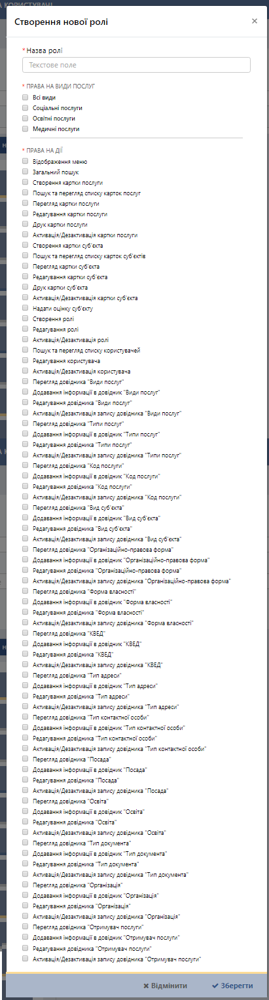 А КОРИСТУВАЧІ
Створення нової ролі ×
* Назва ролі
Текстове поле
* ПРАВА НА ВИДИ ПОСЛУГ
Всі види
Соціальні послуги
Освітні послуги
Медичні послуги
* ПРАВА НА ДІЇ
Відображення меню
Загальний пошук
Створення картки послуги
Пошук та перегляд списку карток послуг
Перегляд картки послуги
Редагування картки послуги
Друк картки послуги
Активація/Дезактивація картки послуги
Створення картки суб'єкта
Пошук та перегляд списку карток суб'єктів
Перегляд картки суб'єкта
Редагування картки суб'єкта
Друк картки суб'єкта
Активація/Дезактивація картки суб'єкта
Надати оцінку суб'єкту
Створення ролі
Редагування ролі
Активація/Дезактивація ролі
Пошук та перегляд списку користувачей
Редагування користувача
Активація/Дезактивація користувача
Перегляд довідника "Види послуг"
Додавання інформації в довідник "Види послуг"
Редагування довідника "Види послуг"
Активація/Дезактивація запису довідника "Види послуг"
Перегляд довідника "Типи послуг"
Додавання інформації в довідник "Типи послуг"
Редагування довідника "Типи послуг"
Активація/Дезактивація запису довідника "Типи послуг"
Перегляд довідника "Код послуги"
Додавання інформації в довідник "Код послуги"
Редагування довідника "Код послуги"
Активація/Дезактивація запису довідника "Код послуги"
Перегляд довідника "Вид суб'єкта"
Додавання інформації в довідник "Вид суб'єкта"
Редагування довідника "Вид суб'єкта"
Активація/Дезактивація запису довідника "Вид суб'єкта"
Перегляд довідника "Організаційно-правова форма"
Додавання інформації в довідник "Організаційно-правова форма"
Редагування довідника "Організаційно-правова форма"
Активація/Дезактивація запису довідника "Організаційно-правова форма"
Перегляд довідника "Форма власності"
Додавання інформації в довідник "Форма власності"
Редагування довідника "Форма власності"
Активація/Дезактивація запису довідника "Форма власності"
Перегляд довідника "КВЕД"
Додавання інформації в довідник "КВЕД"
Редагування довідника "КВЕД"
Активація/Дезактивація запису довідника "КВЕД"
Перегляд довідника "Тип адреси"
Додавання інформації в довідник "Тип адреси"
Редагування довідника "Тип адреси"
Активація/Дезактивація запису довідника "Тип адреси"
Перегляд довідника "Тип контактної особи"
Додавання інформації в довідник "Тип контактної особи"
Редагування довідника "Тип контактної особи"
Активація/Дезактивація запису довідника "Тип контактної особи"
Перегляд довідника "Посада"
Додавання інформації в довідник "Посада"
Редагування довідника "Посада"
Активація/Дезактивація запису довідника "Посада"
Перегляд довідника "Освіта"
Додавання інформації в довідник "Освіта"
Редагування довідника "Освіта"
Активація/Дезактивація запису довідника "Освіта"
Перегляд довідника "Тип документа"
Додавання інформації в довідник "Тип документа"
Редагування довідника "Тип документа"
Активація/Дезактивація запису довідника "Тип документа"
Перегляд довідника "Організація"
Додавання інформації в довідник "Організація"
Редагування довідника "Організація"
Активація/Дезактивація запису довідника "Організація"
Перегляд довідника "Отримувач послуги"
Додавання інформації в довідник "Отримувач послуги"
Редагування довідника "Отримувач послуги"
Активація/Дезактивація запису довідника "Отримувач послуги"
Відмінити Зберегти